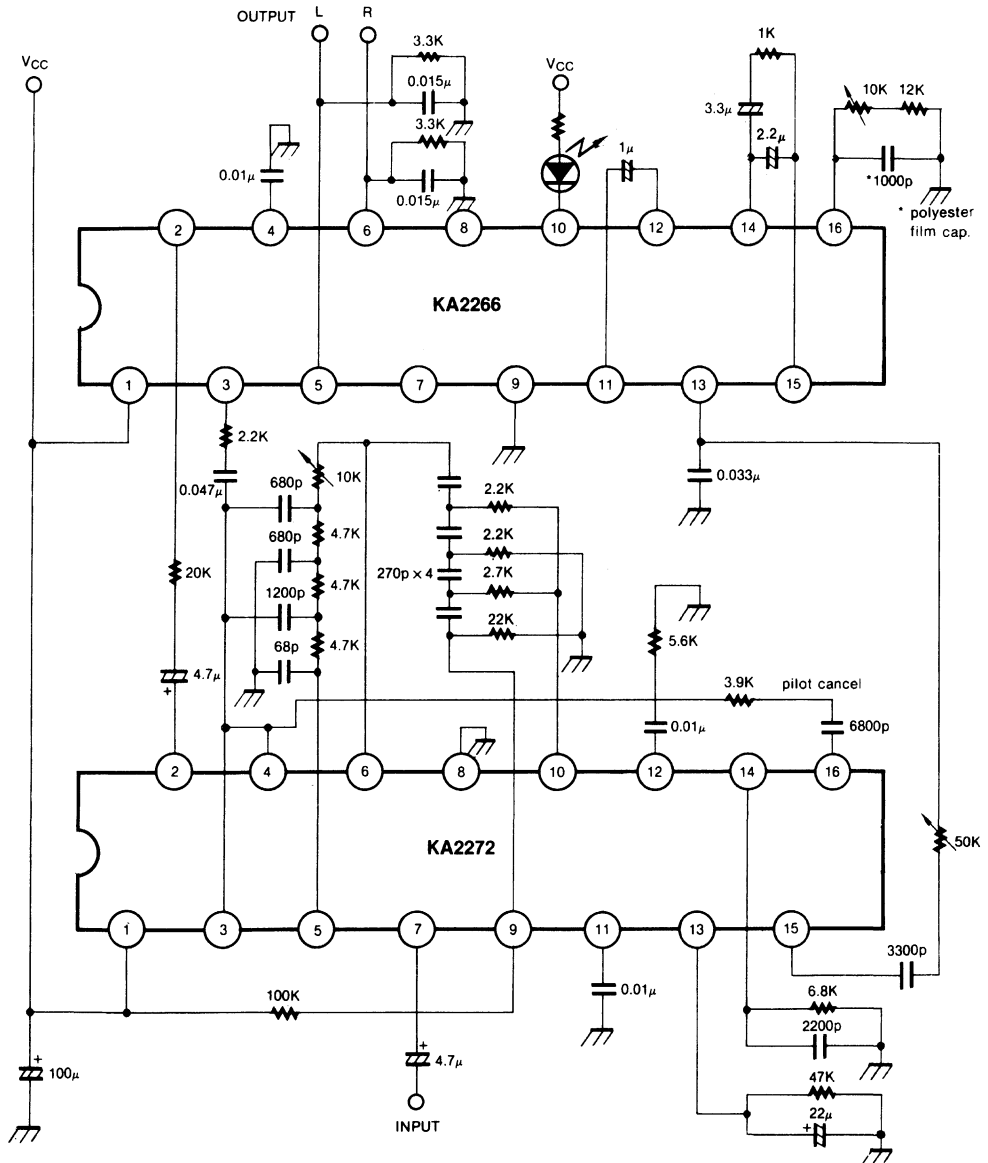 OUTPUT L R
VCC
3.3K
0.015µ
3.3K
0.015µ
0.01µ
VCC
1µ
1K
3.3µ
2.2µ
10K 12K
*1000p
* polyester
film cap.
2 4 6 8 10 12 14 16
KA2266
1 3 5 7 9 11 13 15
2.2K
0.047µ
680p
10K
4.7K
680p
4.7K
1200p
4.7K
68p
20K
4.7µ
+
270p × 4
2.2K
2.2K
2.7K
22K
0.033µ
5.6K
0.01µ
3.9K
pilot cancel
6800p
50K
2 4 6 8 10 12 14 16
KA2272
1 3 5 7 9 11 13 15
3300p
100K
0.01µ
6.8K
2200p
47K
22µ
+
+
100µ
+
4.7µ
INPUT